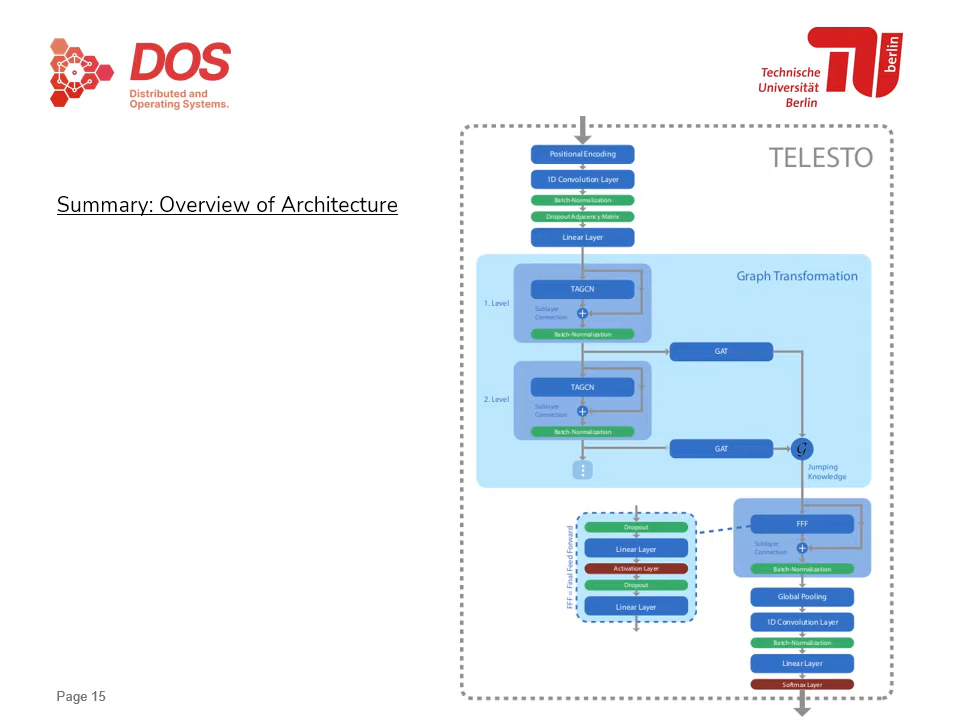 DOS
Distributed and
Operating Systems.
Technische
Universität
Berlin
berlin
Summary: Overview of Architecture
TELESTO
Positional Encoding
1D Convolution Layer
Batch-Normalization
Dropout Adjacency Matrix
Linear Layer
Graph Transformation
1. Level
TAGCN
Sublayer
Connection
+
Batch-Normalization
GAT
2. Level
TAGCN
Sublayer
Connection
+
Batch-Normalization
GAT
G
Jumping
Knowledge
FFF = Final Feed Forward
Dropout
Linear Layer
Activation Layer
Dropout
Linear Layer
FFF
Sublayer
Connection
+
Batch-Normalization
Global Pooling
1D Convolution Layer
Batch-Normalization
Linear Layer
Softmax Layer
Page 15